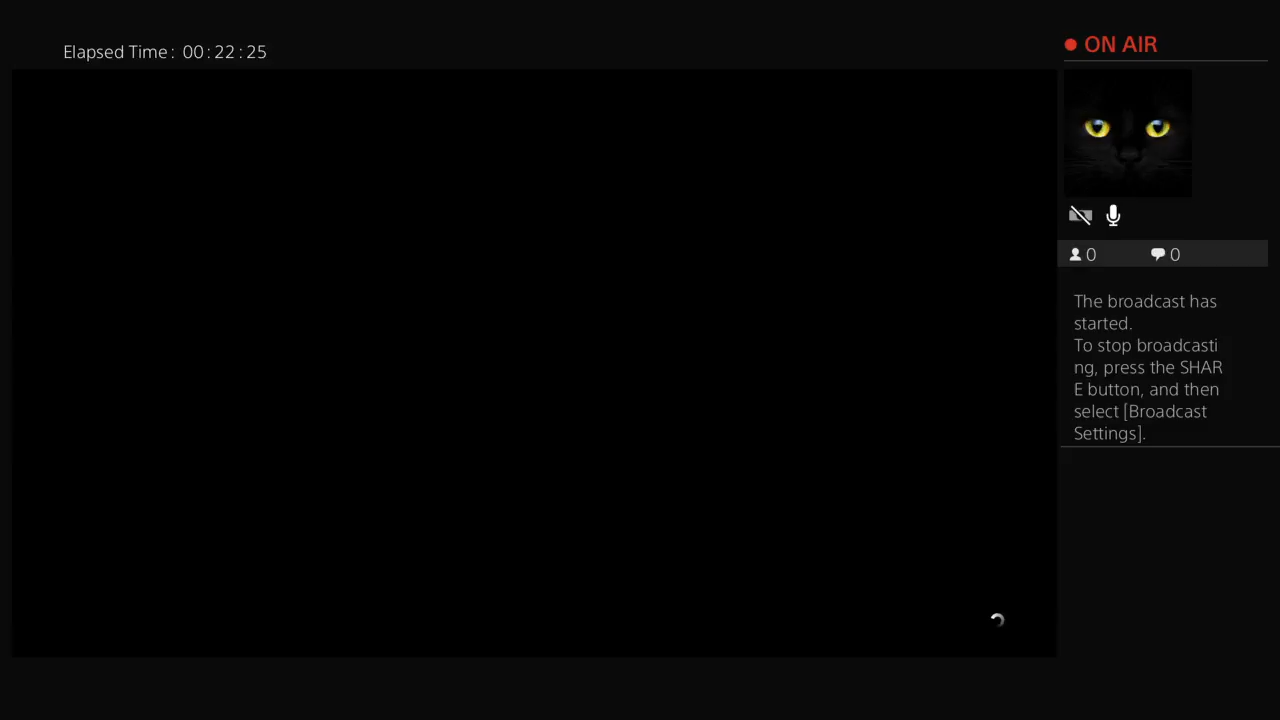 Elapsed Time: 00:22:25
ON AIR
0 0
The broadcast has
started.
To stop broadcasti
ng, press the SHAR
E button, and then
select [Broadcast
Settings].